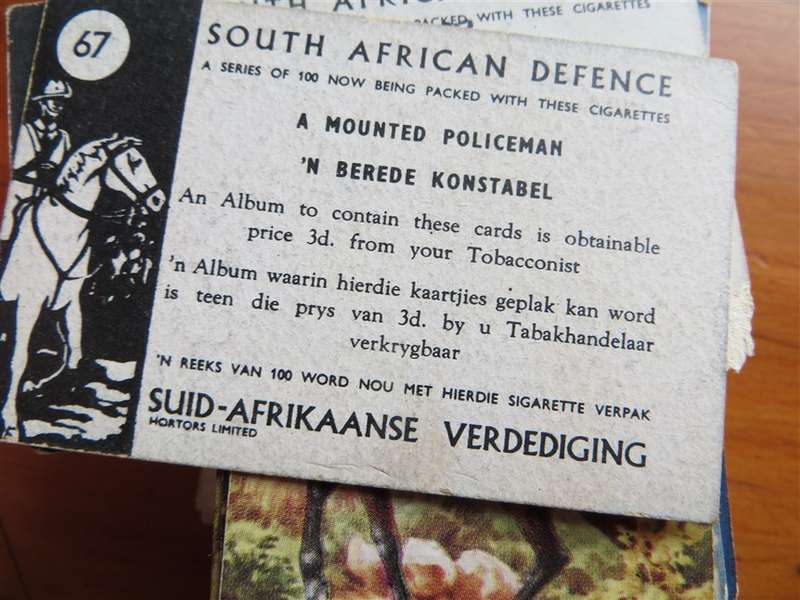 PACKED WITH THESE CIGARETTES
67
SOUTH AFRICAN DEFENCE
A SERIES OF 100 NOW BEING PACKED WITH THESE CIGARETTES
A MOUNTED POLICEMAN
'N BEREDE KONSTABEL
An Album to contain these cards is obtainable
price 3d. from your Tobacconist
'n Album waarin hierdie kaartjies geplak kan word
is teen die prys van 3d. by u Tabakhandelaar
verkrygbaar
'N REEKS VAN 100 WORD NOU MET HIERDIE SIGARETTE VERPAK
SUID-AFRIKAANSE VERDEDIGING
HORTORS LIMITED